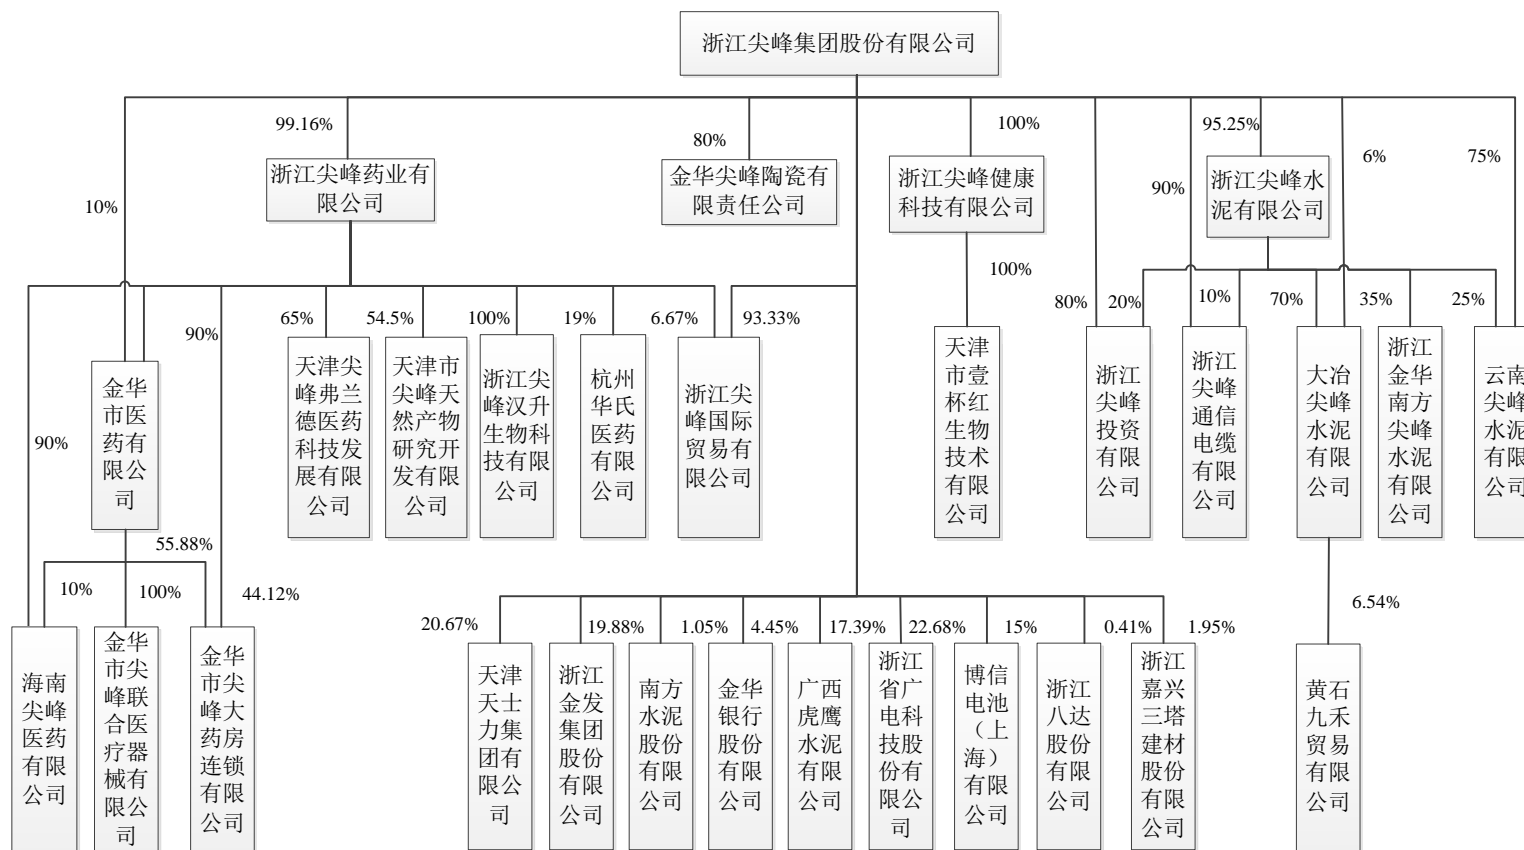 浙江尖峰集团股份有限公司
99.16%
100%
95.25%
80%
6%
75%
90%
10%
浙江尖峰药业有
限公司
金华尖峰陶瓷有
限责任公司
浙江尖峰健康
科技有限公司
浙江尖峰水
泥有限公司
100%
90%
65%
54.5%
100%
19%
6.67%
93.33%
80%
20%
10%
70%
35%
25%
90%
金华
市医
药有
限公
司
天津尖
峰弗兰
德医药
科技发
展有限
公司
天津市
尖峰天
然产物
研究开
发有限
公司
浙江尖
峰汉升
生物科
技有限
公司
杭州
华氏
医药
有限
公司
浙江尖
峰国际
贸易有
限公司
天津
市壹
杯红
生物
技术
有限
公司
浙江
尖峰
投资
有限
公司
浙江
尖峰
通信
电缆
有限
公司
大冶
尖峰
水泥
有限
公司
浙江
金华
南方
尖峰
水泥
有限
公司
云南
尖峰
水泥
有限
公司
55.88%
10%
100%
44.12%
20.67%
19.88%
1.05%
4.45%
17.39%
22.68%
15%
0.41%
1.95%
6.54%
海南
尖峰
医药
有限
公司
金华
市尖
峰联
合医
疗器
械有
限公
司
金华
市尖
峰大
药房
连锁
有限
公司
天津
天士
力集
团有
限公
司
浙江
金发
集团
股份
有限
公司
南方
水泥
股份
有限
公司
金华
银行
股份
有限
公司
广西
虎鹰
水泥
有限
公司
浙江
省广
电科
技股
份有
限公
司
博信
电池
（上
海）
有限
公司
浙江
八达
股份
有限
公司
浙江
嘉兴
三塔
建材
股份
有限
公司
黄石
九禾
贸易
有限
公司